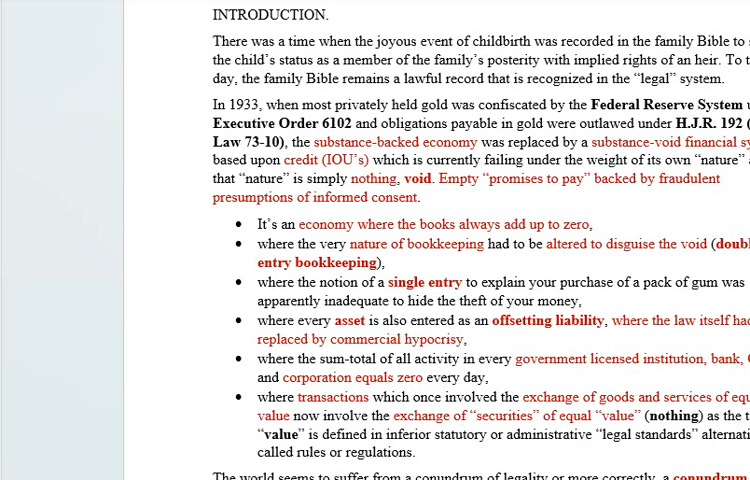 INTRODUCTION.
There was a time when the joyous event of childbirth was recorded in the family Bible to
the child’s status as a member of the family’s posterity with implied rights of an heir. To
day, the family Bible remains a lawful record that is recognized in the “legal” system.
In 1933, when most privately held gold was confiscated by the Federal Reserve System
Executive Order 6102 and obligations payable in gold were outlawed under H.J.R. 192 (
Law 73-10), the substance-backed economy was replaced by a substance-void financial
based upon credit (IOU’s) which is currently failing under the weight of its own “nature”
that “nature” is simply nothing, void. Empty “promises to pay” backed by fraudulent
presumptions of informed consent.
• It’s an economy where the books always add up to zero,
• where the very nature of bookkeeping had to be altered to disguise the void (
entry bookkeeping),
• where the notion of a single entry to explain your purchase of a pack of gum was
apparently inadequate to hide the theft of your money,
• where every asset is also entered as an offsetting liability, where the law itself
replaced by commercial hypocrisy,
• where the sum-total of all activity in every government licensed institution, bank,
and corporation equals zero every day,
• where transactions which once involved the exchange of goods and services of
value now involve the exchange of “securities” of equal “value” (nothing) as the
“value” is defined in inferior statutory or administrative “legal standards”
called rules or regulations.
The world seems to suffer from a conundrum of legality or more correctly, a conundrum